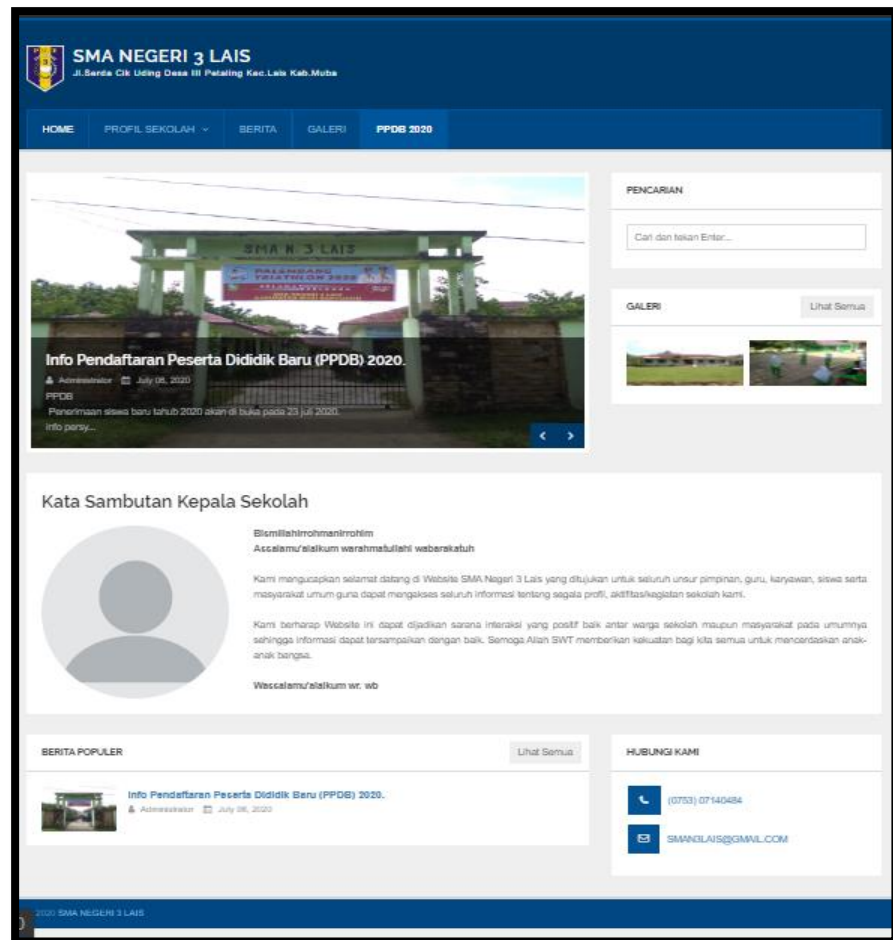 SMA NEGERI 3 LAIS
Jl.Serda Cik Uding Desa III Petaling Kec.Lais Kab.Muba
HOME PROFIL SEKOLAH BERITA GALERI PPDB 2020
SMA N. 3 LAIS
PALEMBANG
TRIATHLON 2020
Info Pendaftaran Peserta Dididik Baru (PPDB) 2020.
Administrator July 06, 2020
PPDB
Penerimaan siswa baru tahub 2020 akan di buka pada 23 juli 2020.
info persy...
PENCARIAN
Cari dan tekan Enter...
GALERI Lihat Semua
Kata Sambutan Kepala Sekolah
Bismillahirrohmanirrohim
Assalamu'alaikum warahmatullahi wabarakatuh
Kami mengucapkan selamat datang di Website SMA Negeri 3 Lais yang ditujukan untuk seluruh unsur pimpinan, guru, karyawan, siswa serta
masyarakat umum guna dapat mengakses seluruh informasi tentang segala profil, aktifitas/kegiatan sekolah kami.
Kami berharap Website ini dapat dijadikan sarana interaksi yang positif baik antar warga sekolah maupun masyarakat pada umumnya
sehingga informasi dapat tersampaikan dengan baik. Semoga Allah SWT memberikan kekuatan bagi kita semua untuk mencerdaskan anak-
anak bangsa.
Wassalamu'alaikum wr. wb
BERITA POPULER Lihat Semua
Info Pendaftaran Peserta Dididik Baru (PPDB) 2020.
Administrator July 06, 2020
HUBUNGI KAMI
(0753) 07140484
SMAN3LAIS@GMAIL.COM
2020 SMA NEGERI 3 LAIS